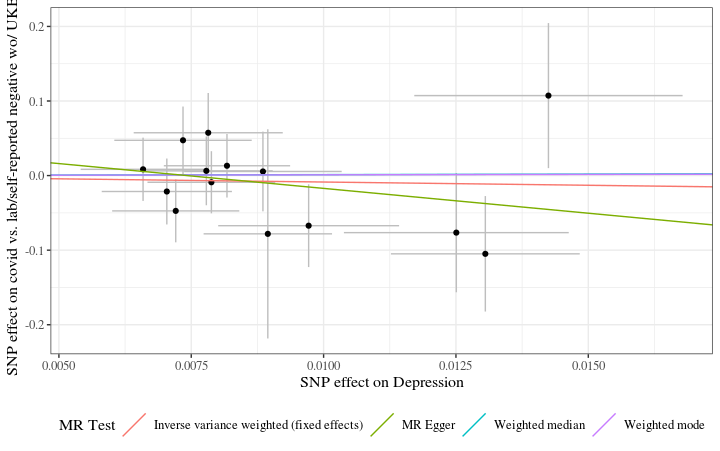 SNP effect on covid vs. lab/self-reported negative wo/ UKE
0.2
0.1
0.0
-0.1
-0.2
0.0050 0.0075 0.0100 0.0125 0.0150
SNP effect on Depression
MR Test Inverse variance weighted (fixed effects) MR Egger Weighted median Weighted mode